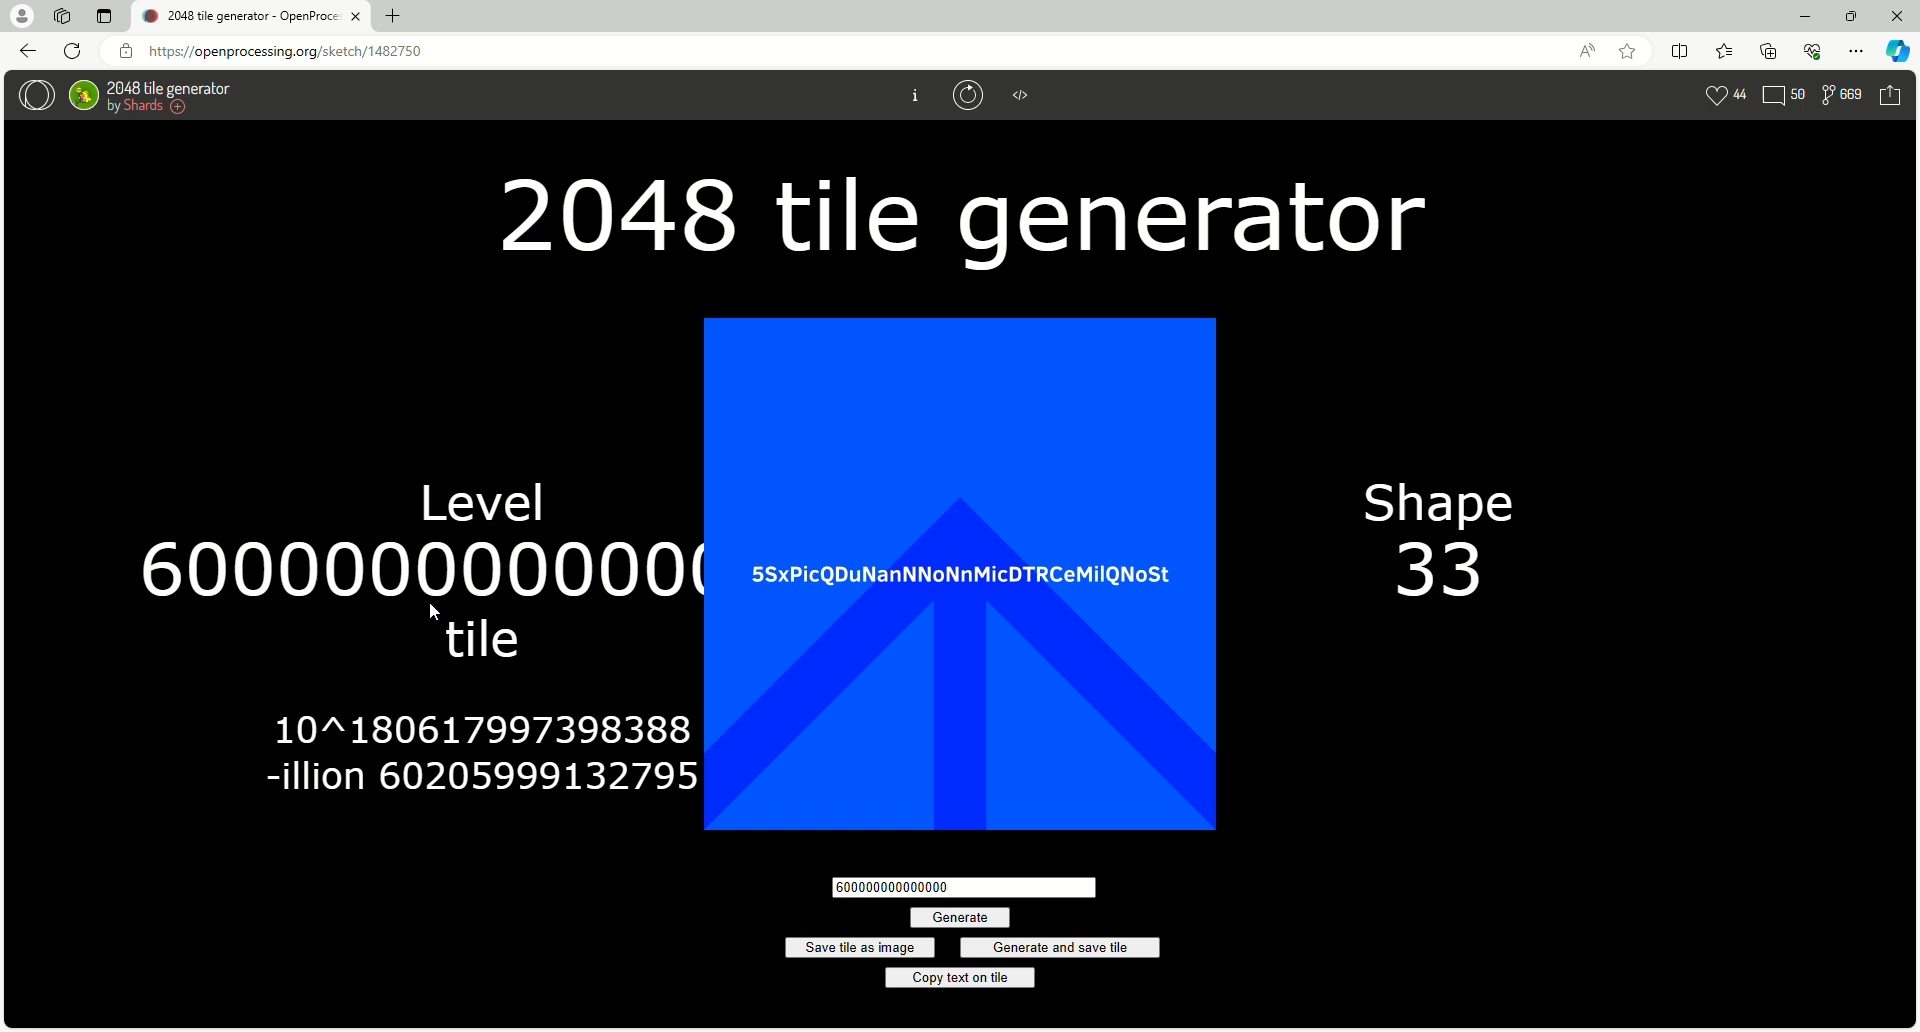 2048 tile generator - OpenProces
https://openprocessing.org/sketch/1482750
2048 tile generator
by Shards
i
</>
44
50
669
2048 tile generator
Level
6000000000000
tile
10^180617997398388
-illion 60205999132795
5SxPicQDuNanNNoNnMicDTRCeMilQNoSt
Shape
33
600000000000000
Generate
Save tile as image
Generate and save tile
Copy text on tile